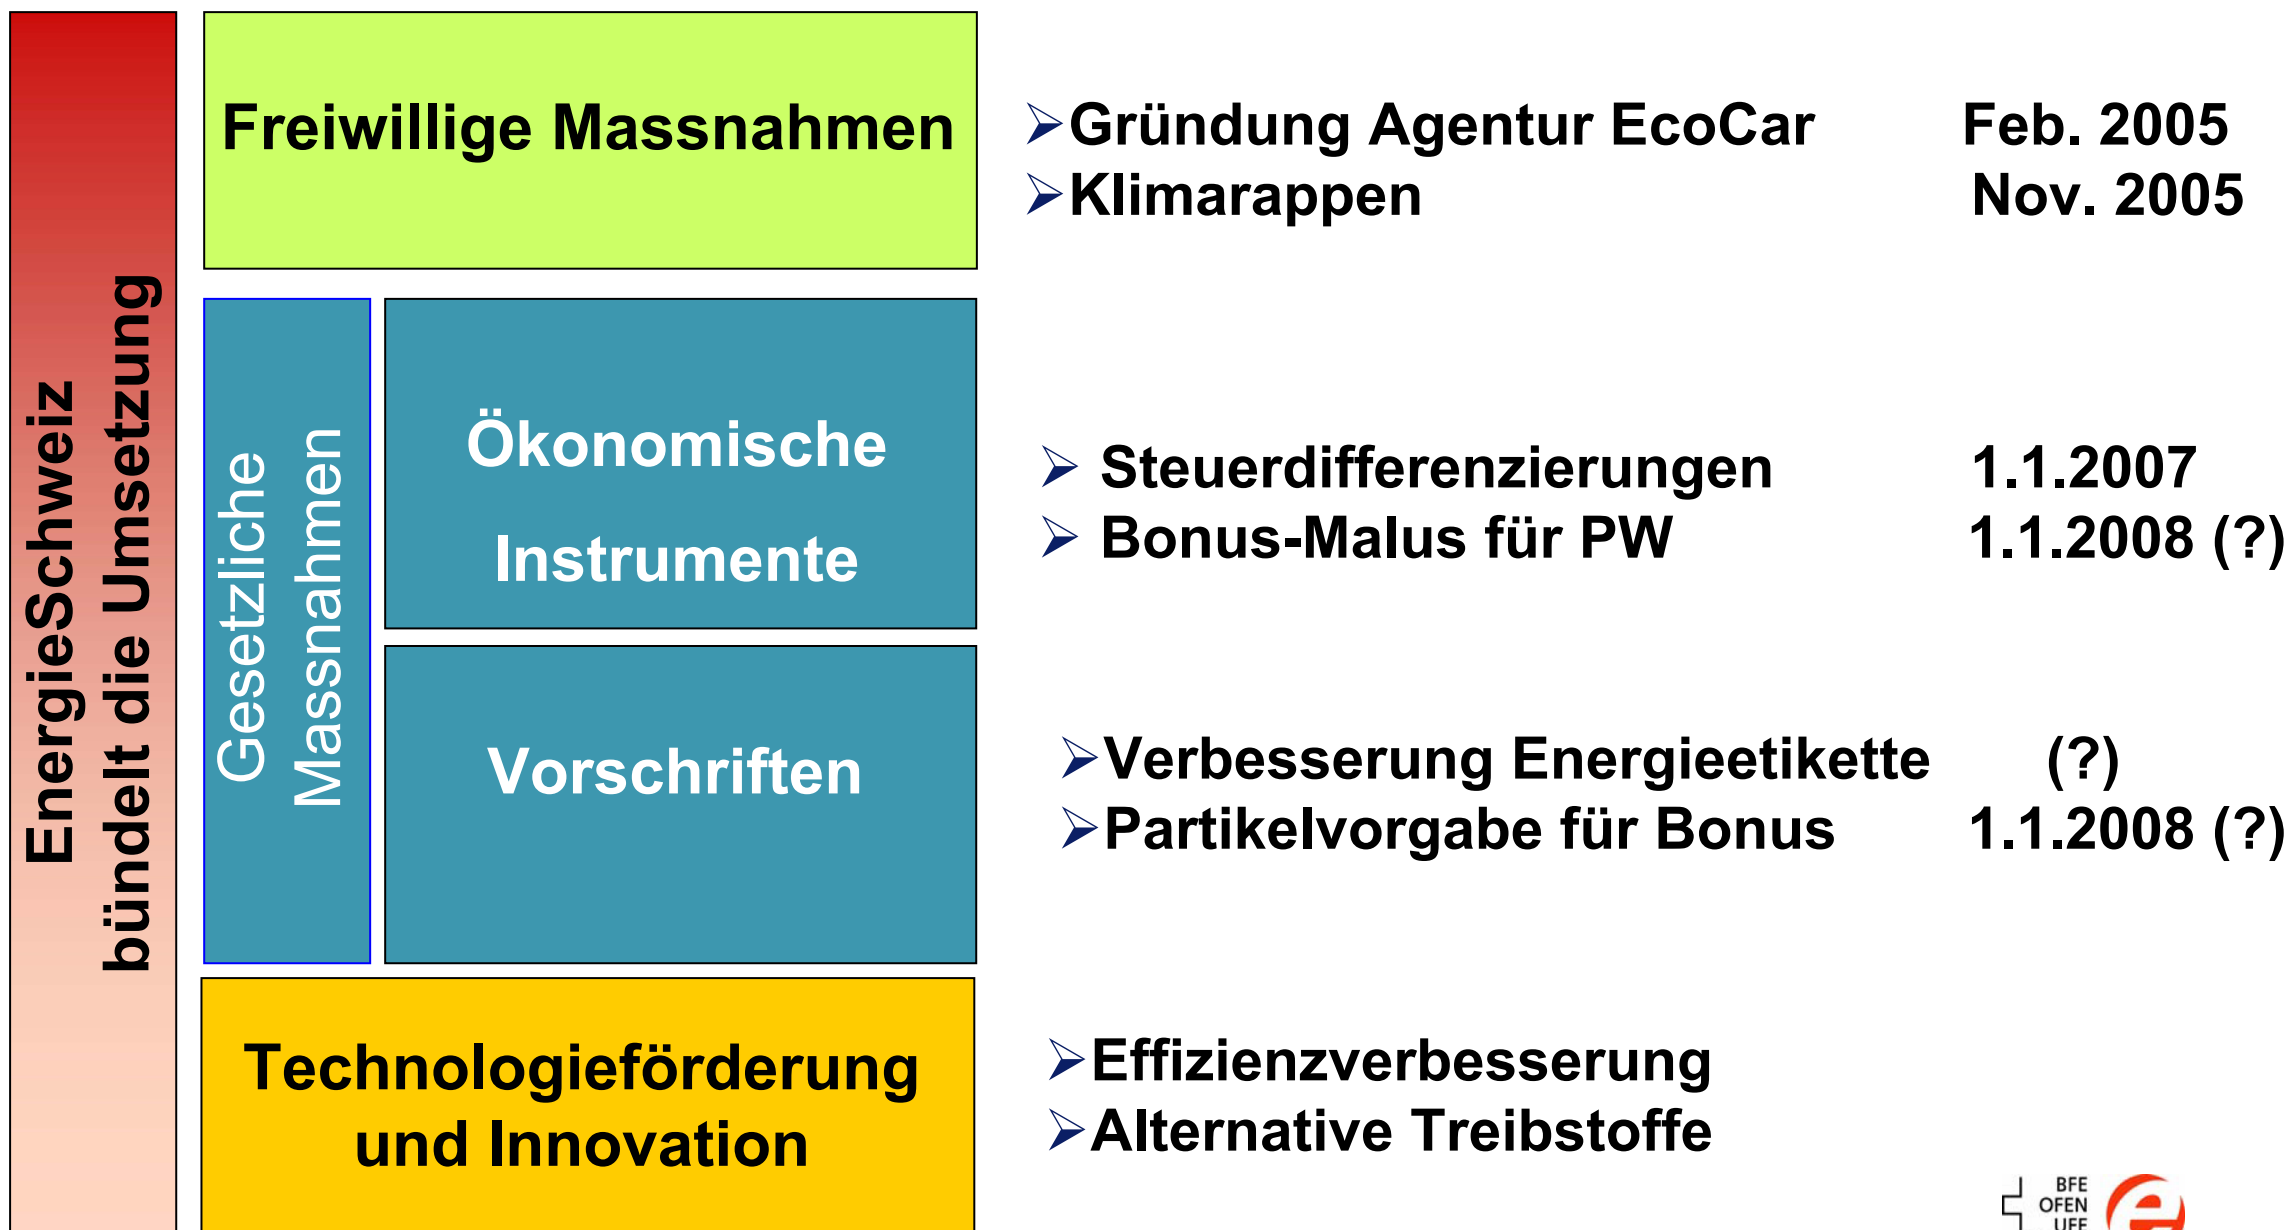 EnergieSchweiz
bündelt die Umsetzung
Freiwillige Massnahmen
➢Gründung Agentur EcoCar Feb. 2005
➢Klimarappen Nov. 2005
Gesetzliche
Massnahmen
Ökonomische
Instrumente
➢ Steuerdifferenzierungen 1.1.2007
➢ Bonus-Malus für PW 1.1.2008 (?)
Vorschriften
➢Verbesserung Energieetikette (?)
➢Partikelvorgabe für Bonus 1.1.2008 (?)
Technologieförderung
und Innovation
➢Effizienzverbesserung
➢Alternative Treibstoffe
BFE
OFEN